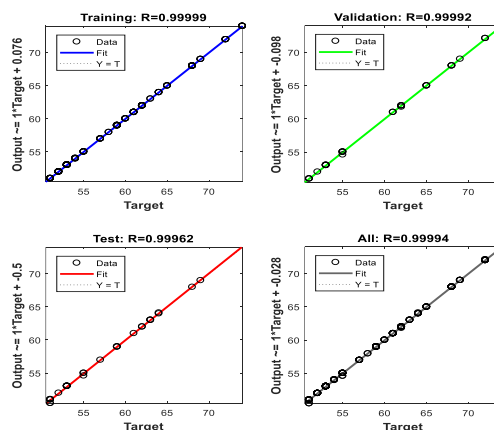 Training: R=0.99999
Output ~= 1*Target + 0.076
Data
Fit
Y = T
70
65
60
55
55 60 65 70
Target
Validation: R=0.99992
Output ~= 1*Target + -0.098
Data
Fit
Y = T
70
65
60
55
55 60 65 70
Target
Test: R=0.99962
Output ~= 1*Target + -0.5
Data
Fit
Y = T
70
65
60
55
55 60 65 70
Target
All: R=0.99994
Output ~= 1*Target + -0.028
Data
Fit
Y = T
70
65
60
55
55 60 65 70
Target